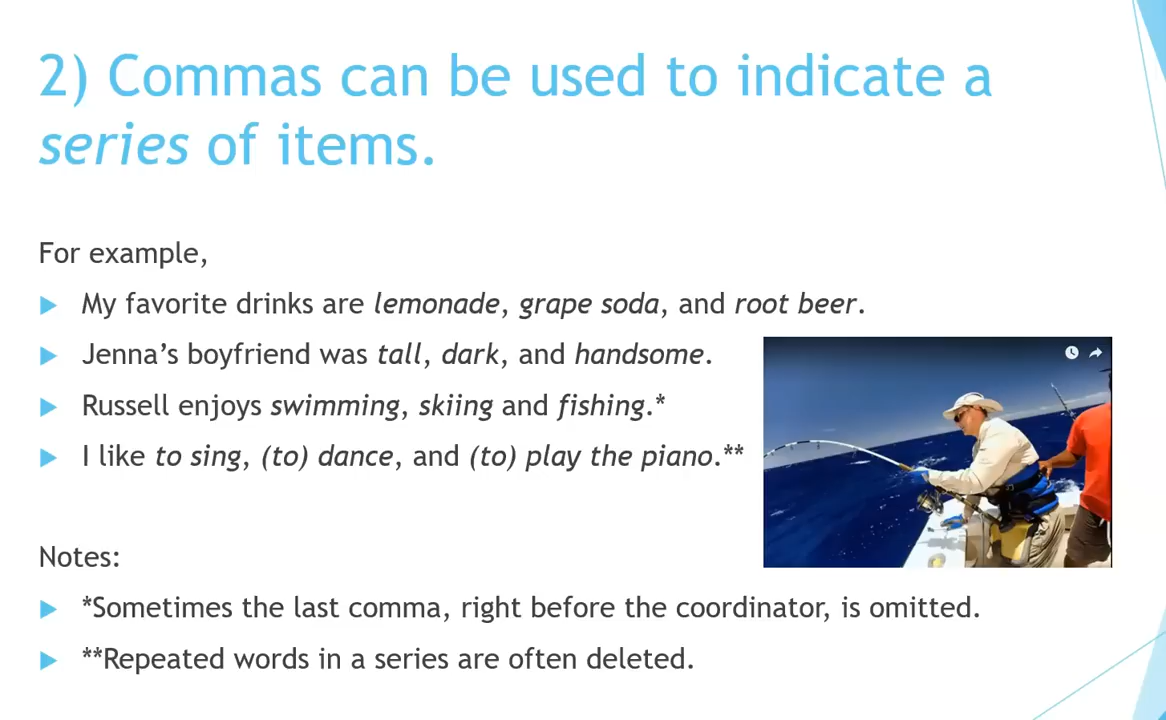 2) Commas can be used to indicate a
series of items.
For example,
My favorite drinks are lemonade, grape soda, and root beer.
Jenna’s boyfriend was tall, dark, and handsome.
Russell enjoys swimming, skiing and fishing.*
I like to sing, (to) dance, and (to) play the piano.**
Notes:
*Sometimes the last comma, right before the coordinator, is omitted.
**Repeated words in a series are often deleted.